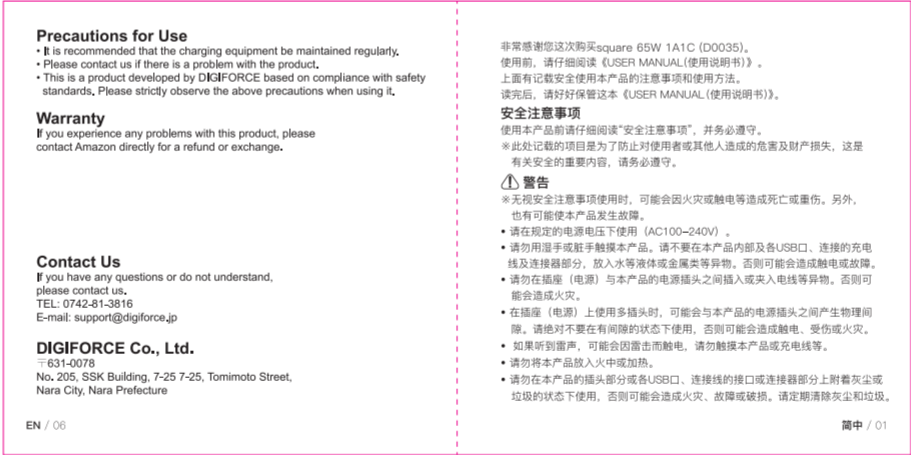 Precautions for Use
• It is recommended that the charging equipment be maintained regularly.
• Please contact us if there is a problem with the product.
• This is a product developed by DIGIFORCE based on compliance with safety
standards. Please strictly observe the above precautions when using it.
Warranty
If you experience any problems with this product, please
contact Amazon directly for a refund or exchange.
Contact Us
If you have any questions or do not understand,
please contact us.
TEL: 0742-81-3816
E-mail: support@digiforce.jp
DIGIFORCE Co., Ltd.
〒631-0078
No. 205, SSK Building, 7-25 7-25, Tomimoto Street,
Nara City, Nara Prefecture
EN / 06
非常感谢您这次购买square 65W 1A1C (D0035)。
使用前，请仔细阅读《USER MANUAL(使用说明书)》。
上面有记载安全使用本产品的注意事项和使用方法。
读完后，请好好保管这本《USER MANUAL(使用说明书)》。
安全注意事项
使用本产品前请仔细阅读“安全注意事项”，并务必遵守。
※此处记载的项目是为了防止对使用者或其他人造成的危害及财产损失，这是
有关安全的重要内容，请务必遵守。
⚠ 警告
※无视安全注意事项使用时，可能会因火灾或触电等造成死亡或重伤。另外，
也有可能使本产品发生故障。
• 请在规定的电源电压下使用（AC100–240V）。
• 请勿用湿手或脏手触摸本产品。请不要在本产品内部及各USB口、连接的充电
线及连接器部分，放入水等液体或金属类等异物。否则可能会造成触电或故障。
• 请勿在插座（电源）与本产品的电源插头之间插入或夹入电线等异物。否则可
能会造成火灾。
• 在插座（电源）上使用多插头时，可能会与本产品的电源插头之间产生物理间
隙。请绝对不要在有间隙的状态下使用，否则可能会造成触电、受伤或火灾。
• 如果听到雷声，可能会因雷击而触电，请勿触摸本产品或充电线等。
• 请勿将本产品放入火中或加热。
• 请勿在本产品的插头部分或各USB口、连接线的接口或连接器部分上附着灰尘或
垃圾的状态下使用，否则可能会造成火灾、故障或破损。请定期清除灰尘和垃圾。
简中 / 01